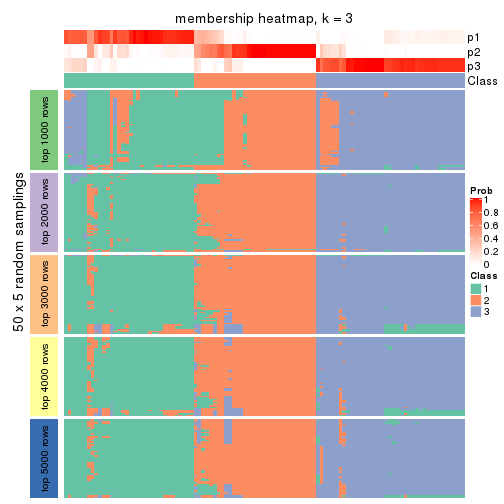 membership heatmap, k = 3
p1
p2
p3
Class
50 x 5 random samplings
top 1000 rows
top 2000 rows
top 3000 rows
top 4000 rows
top 5000 rows
Prob
1
0.8
0.6
0.4
0.2
0
Class
1
2
3